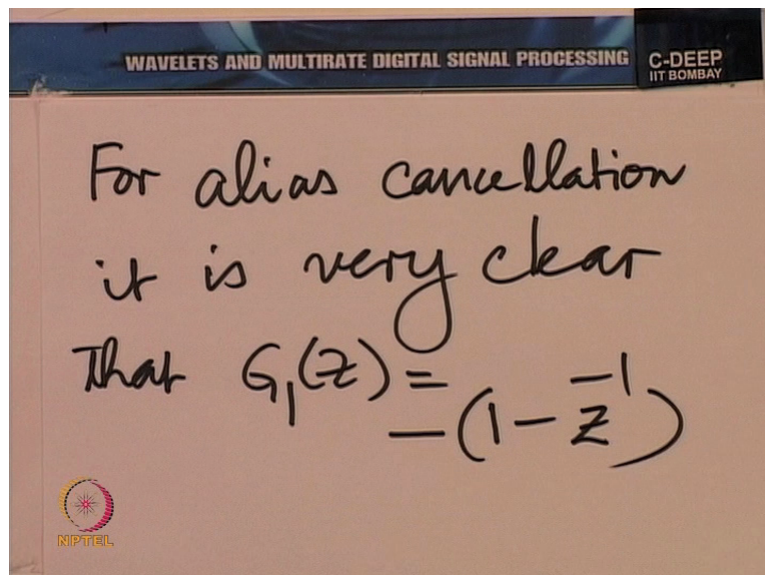 WAVELETS AND MULTIRATE DIGITAL SIGNAL PROCESSING
C-DEEP
IIT BOMBAY
For alias cancellation
it is very clear
That G₁(Z) =
-(1 - Z⁻¹)
NPTEL